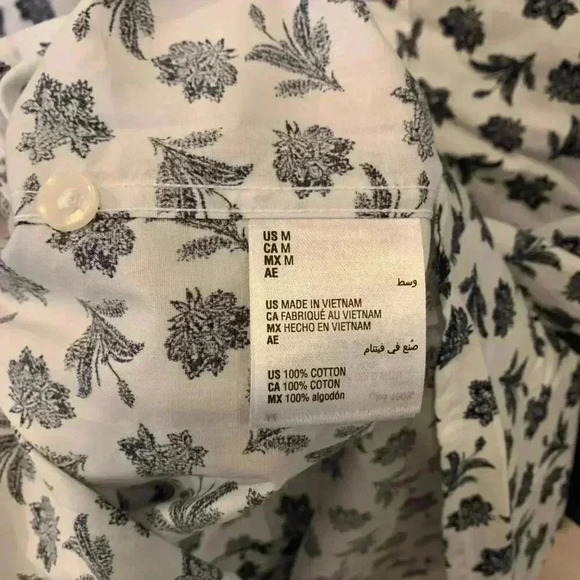 US M
CA M
MX M
AE
وسط
US MADE IN VIETNAM
CA FABRIQUÉ AU VIETNAM
MX HECHO EN VIETNAM
AE
صُنع في فيتنام
US 100% COTTON
CA 100% COTON
MX 100% algodón